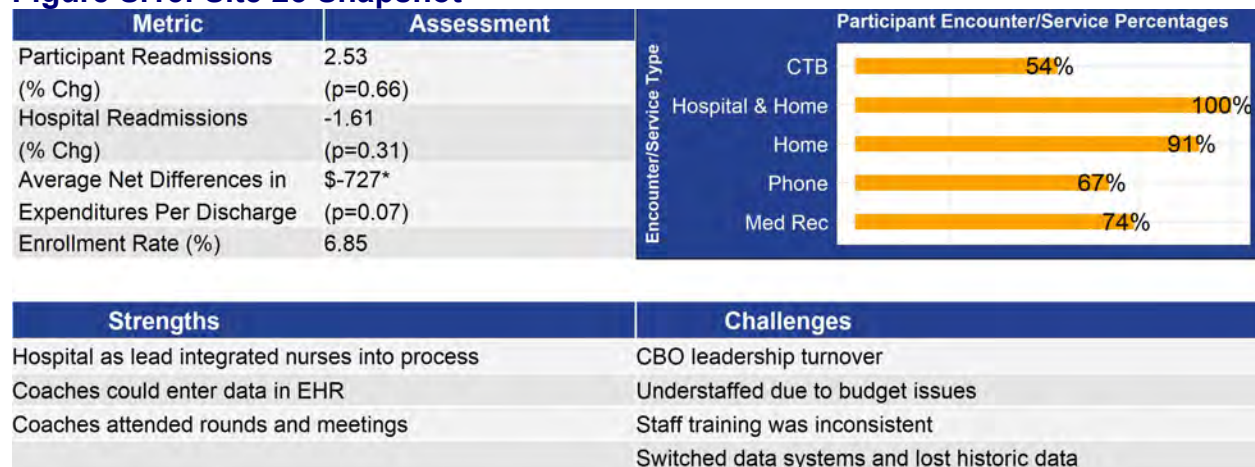 Metric Assessment
Participant Readmissions 2.53
(% Chg) (p=0.66)
Hospital Readmissions -1.61
(% Chg) (p=0.31)
Average Net Differences in $-727*
Expenditures Per Discharge (p=0.07)
Enrollment Rate (%) 6.85
Participant Encounter/Service Percentages
Encounter/Service Type
CTB 54%
Hospital & Home 100%
Home 91%
Phone 67%
Med Rec 74%
Strengths Challenges
Hospital as lead integrated nurses into process CBO leadership turnover
Coaches could enter data in EHR Understaffed due to budget issues
Coaches attended rounds and meetings Staff training was inconsistent
Switched data systems and lost historic data